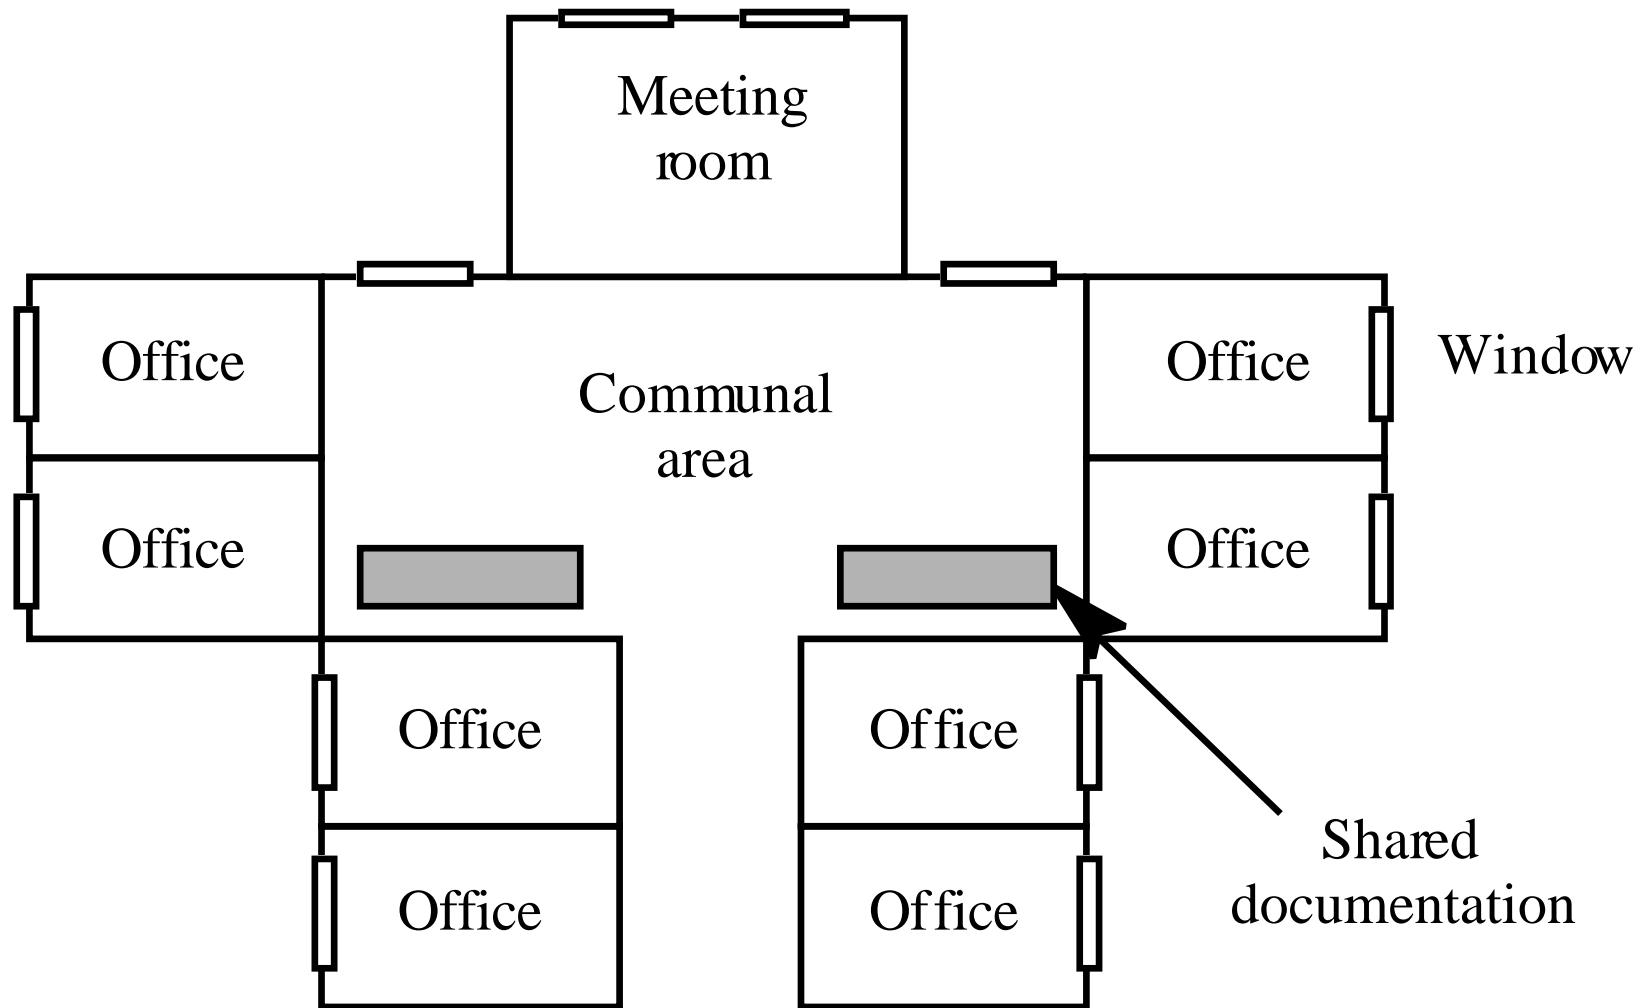 Meeting
room
Office
Office
Window
Communal
area
Office
Office
Office
Office
Shared
documentation
Office
Office